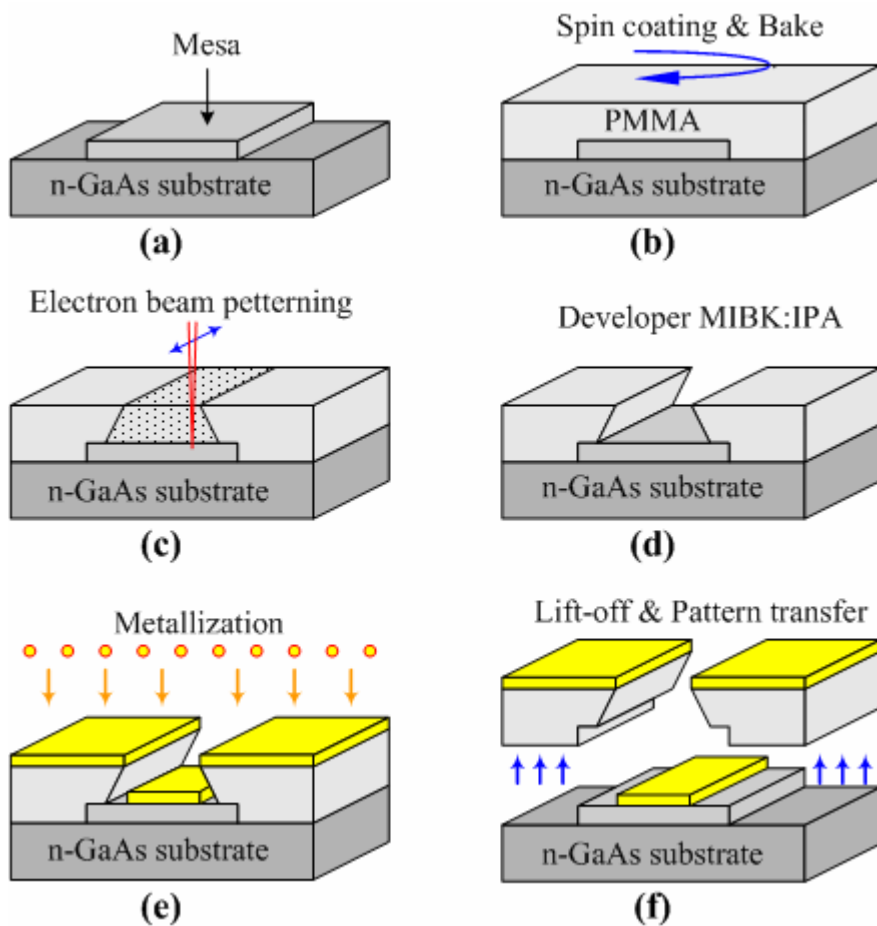 Mesa
n-GaAs substrate
(a)
Spin coating & Bake
PMMA
n-GaAs substrate
(b)
Electron beam petterning
n-GaAs substrate
(c)
Developer MIBK:IPA
n-GaAs substrate
(d)
Metallization
n-GaAs substrate
(e)
Lift-off & Pattern transfer
n-GaAs substrate
(f)